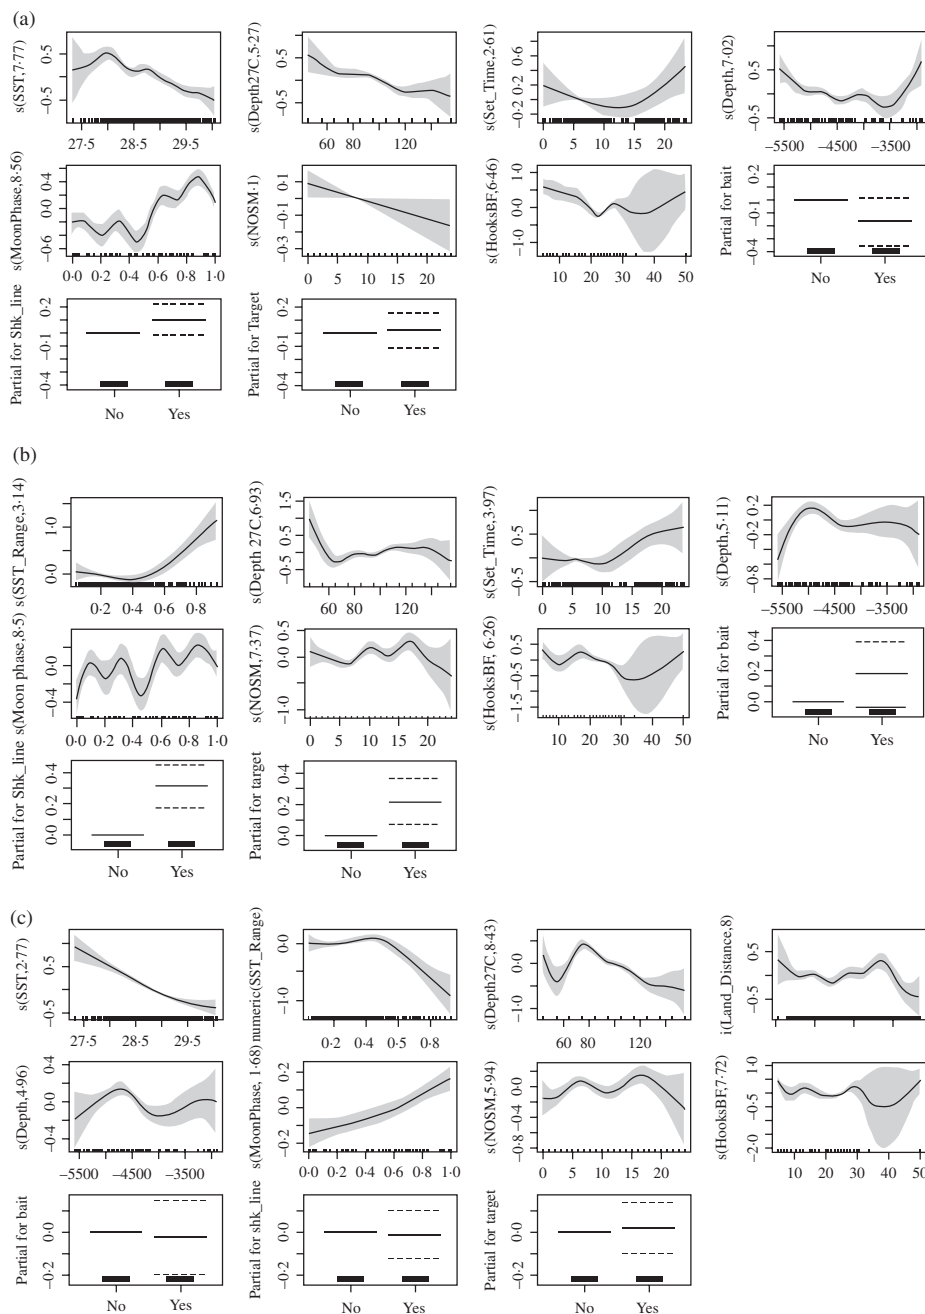 (a)
s(SST,7·77)
0·5
−0·5
27·5 28·5 29·5
s(Depth27C,5·27)
0·5
−0·5
60 80 120
s(Set_Time,2·61)
0·6
0·2
−0·2
0 5 10 15 20
s(Depth,7·02)
0·5
−0·5
−5500 −4500 −3500
s(MoonPhase,8·56)
0·4
−0·6
0·0 0·2 0·4 0·6 0·8 1·0
s(NOSM·1)
0·1
−0·1
−0·3
0 5 10 15 20
s(HooksBF,6·46)
1·0
0·0
−1·0
10 20 30 40 50
Partial for bait
0·2
−0·1
−0·4
No Yes
Partial for Shk_line
0·2
−0·1
−0·4
No Yes
Partial for Target
0·2
−0·1
−0·4
No Yes
(b)
s(SST_Range,3·14)
1·0
0·0
0·2 0·4 0·6 0·8
s(Depth 27C,6·93)
1·5
0·5
−0·5
60 80 120
s(Set_Time,3·97)
0·5
−0·5
0 5 10 15 20
s(Depth,5·11)
0·2
−0·2
−0·8
−5500 −4500 −3500
s(Moon phase,8·5)
0·4
0·0
−0·4
0·0 0·2 0·4 0·6 0·8 1·0
s(NOSM,7·37)
0·5
0·0
−1·0
0 5 10 15 20
s(HooksBF, 6·26)
0·5
−0·5
−1·5
10 20 30 40 50
Partial for bait
0·4
0·2
0·0
No Yes
Partial for Shk_line
0·4
0·2
0·0
No Yes
Partial for target
0·4
0·2
0·0
No Yes
(c)
s(SST,2·77)
0·5
−0·5
27·5 28·5 29·5
numeric(SST_Range)
0·0
−1·0
0·2 0·4 0·5 0·8
s(Depth27C,8·43)
1·0
0·0
−1·0
60 80 120
i(Land_Distance,8)
0·5
−0·5
s(Depth,4·96)
0·4
0·0
−0·4
−5500 −4500 −3500
s(MoonPhase, 1·68)
0·2
0·0
−0·2
0·0 0·2 0·4 0·6 0·8 1·0
s(NOSM,5·94)
0·0
−0·4
−0·8
0 5 10 15 20
s(HooksBF,7·72)
1·0
0·5
−0·5
−2·0
10 20 30 40 50
Partial for bait
0·0
−0·2
No Yes
Partial for shk_line
0·0
−0·2
No Yes
Partial for target
0·0
−0·2
No Yes